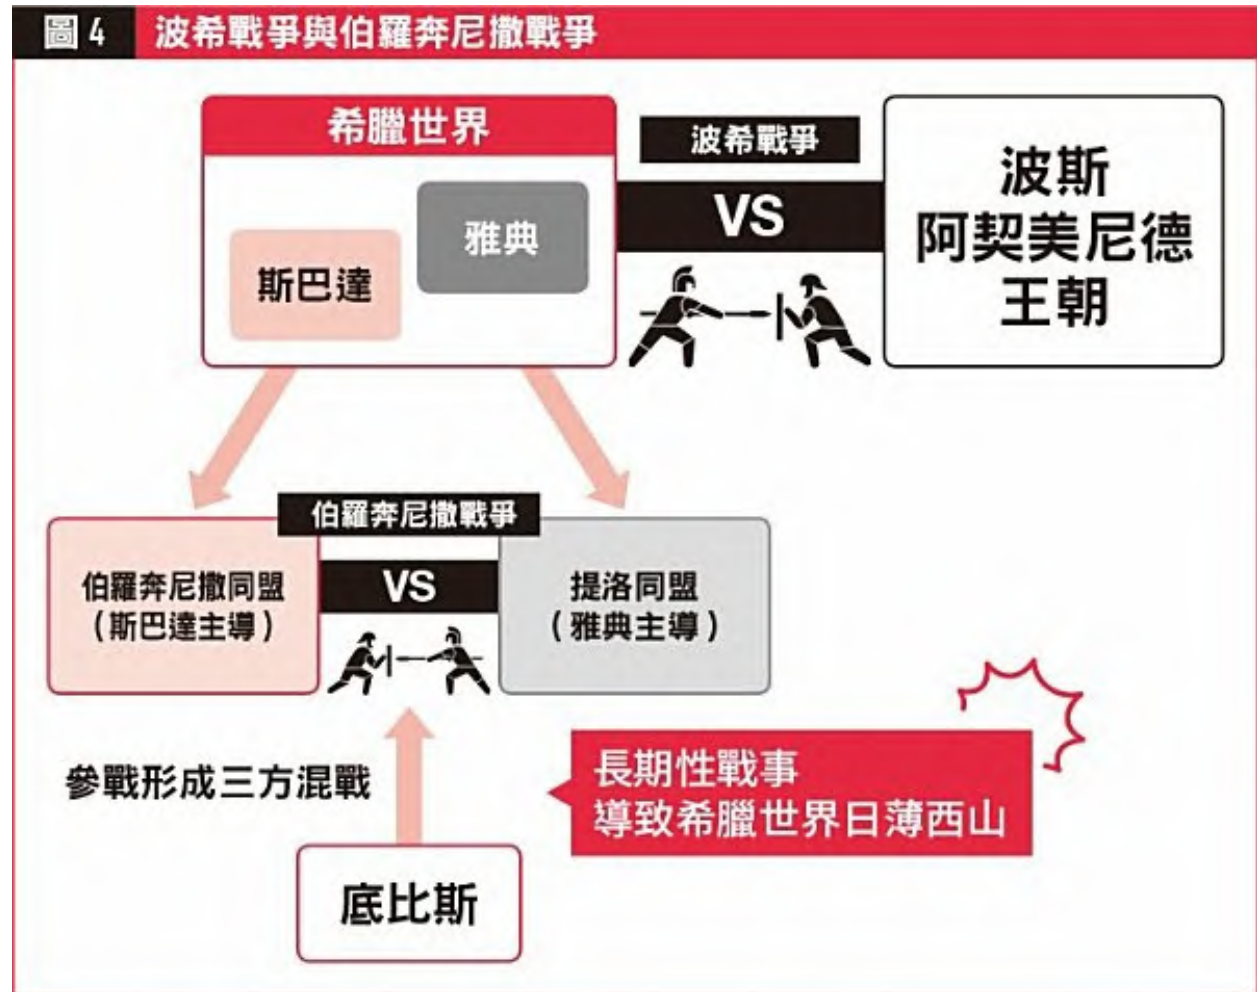 圖4 波希戰爭與伯羅奔尼撒戰爭
希臘世界
波希戰爭
VS
雅典
斯巴達
波斯
阿契美尼德
王朝
伯羅奔尼撒戰爭
伯羅奔尼撒同盟
(斯巴達主導)
VS
提洛同盟
(雅典主導)
參戰形成三方混戰
長期性戰事
導致希臘世界日薄西山
底比斯